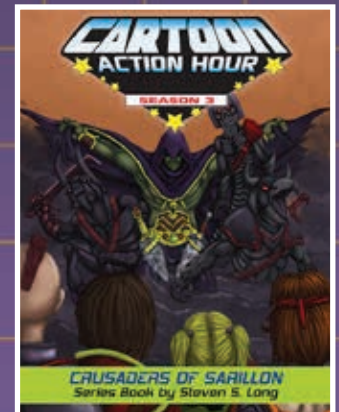 CARTOON
ACTION HOUR
SEASON 3
CRUSADERS OF SARILLON
Series Book by Steven S. Long